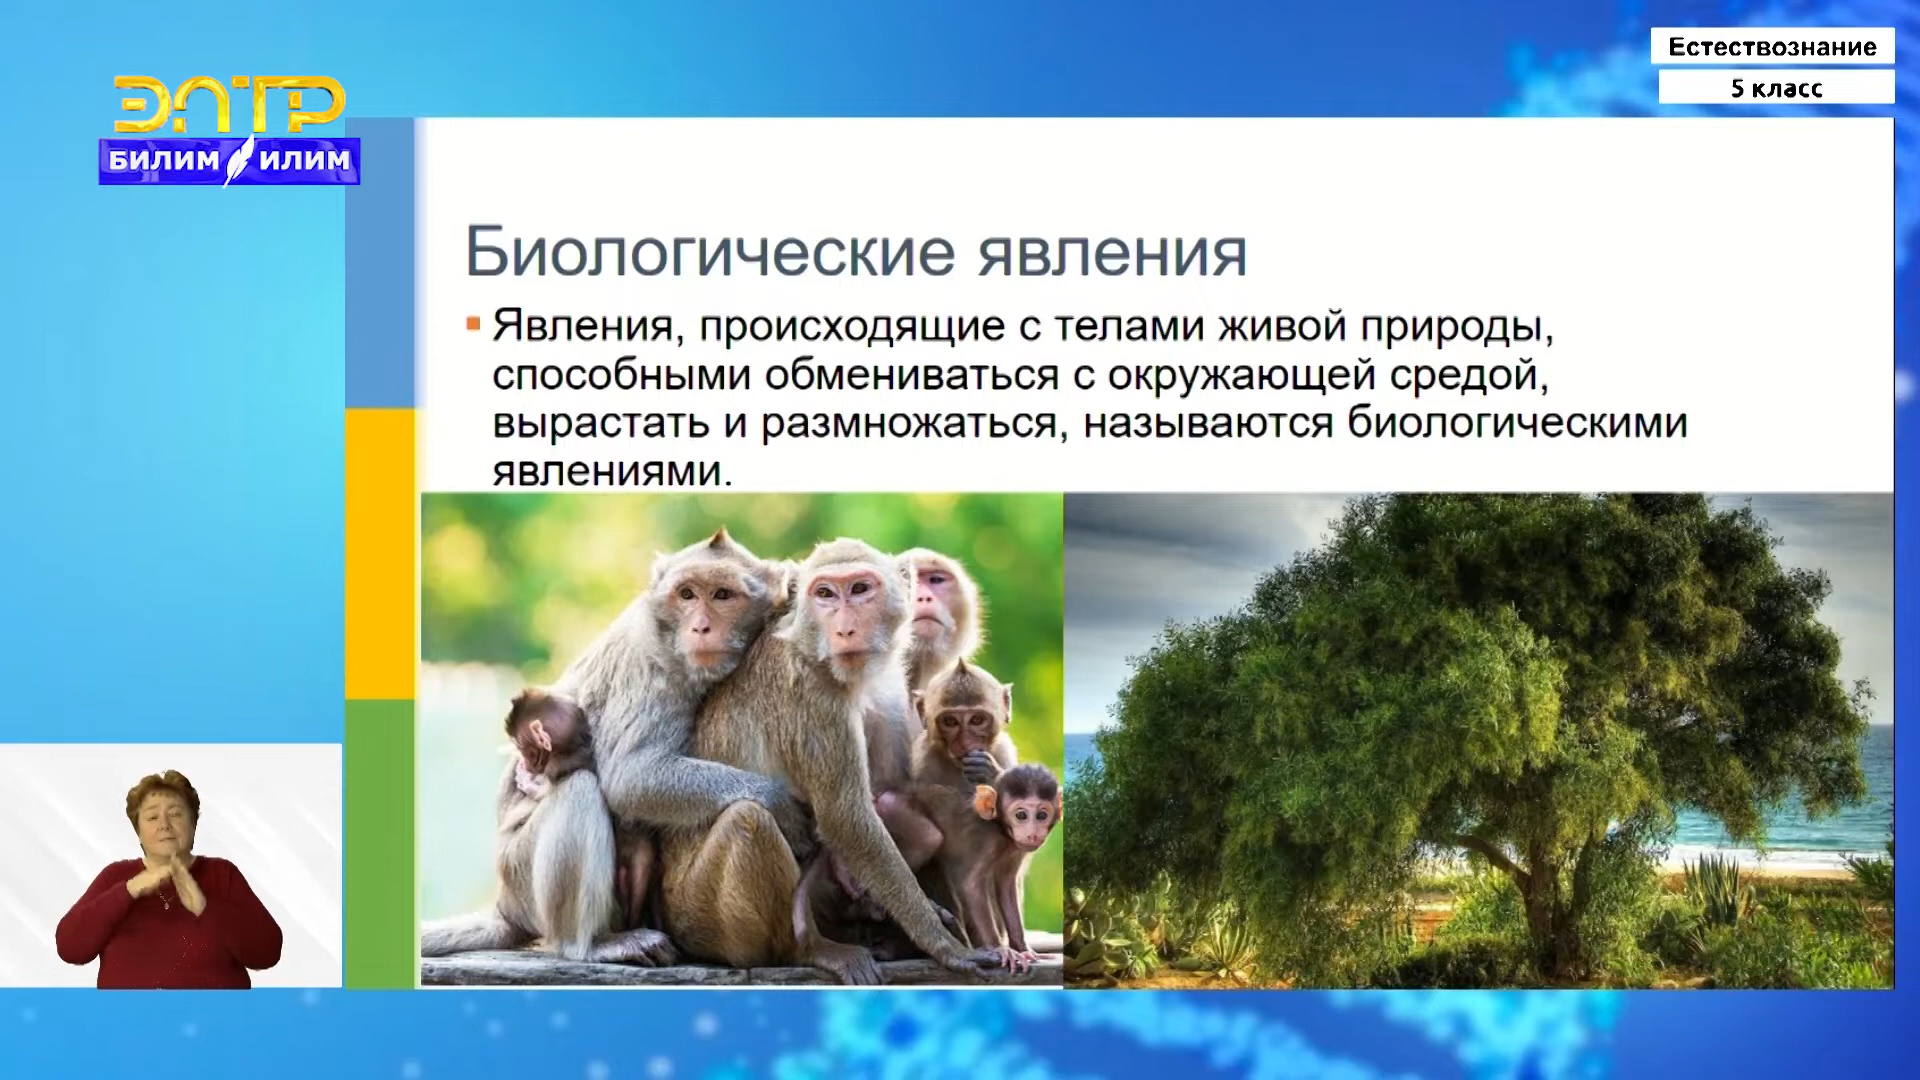 Естествознание
5 класс
ЭЛТР
БИЛИМ ИЛИМ
Биологические явления
Явления, происходящие с телами живой природы,
способными обмениваться с окружающей средой,
вырастать и размножаться, называются биологическими
явлениями.